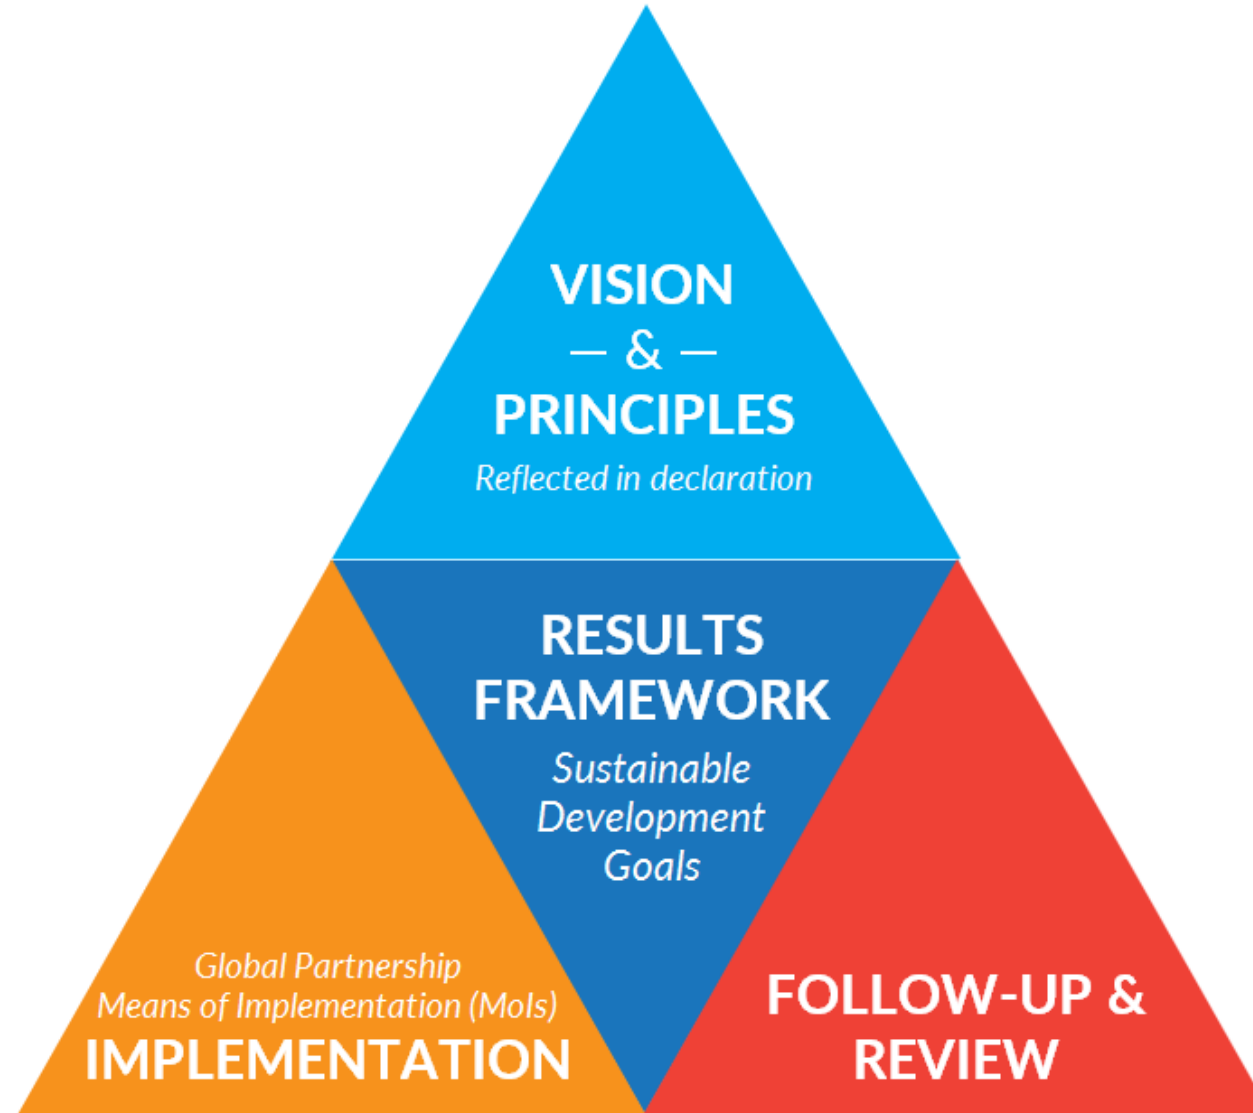 VISION
— & —
PRINCIPLES
Reflected in declaration
RESULTS
FRAMEWORK
Sustainable
Development
Goals
Global Partnership
Means of Implementation (MoIs)
IMPLEMENTATION
FOLLOW-UP &
REVIEW